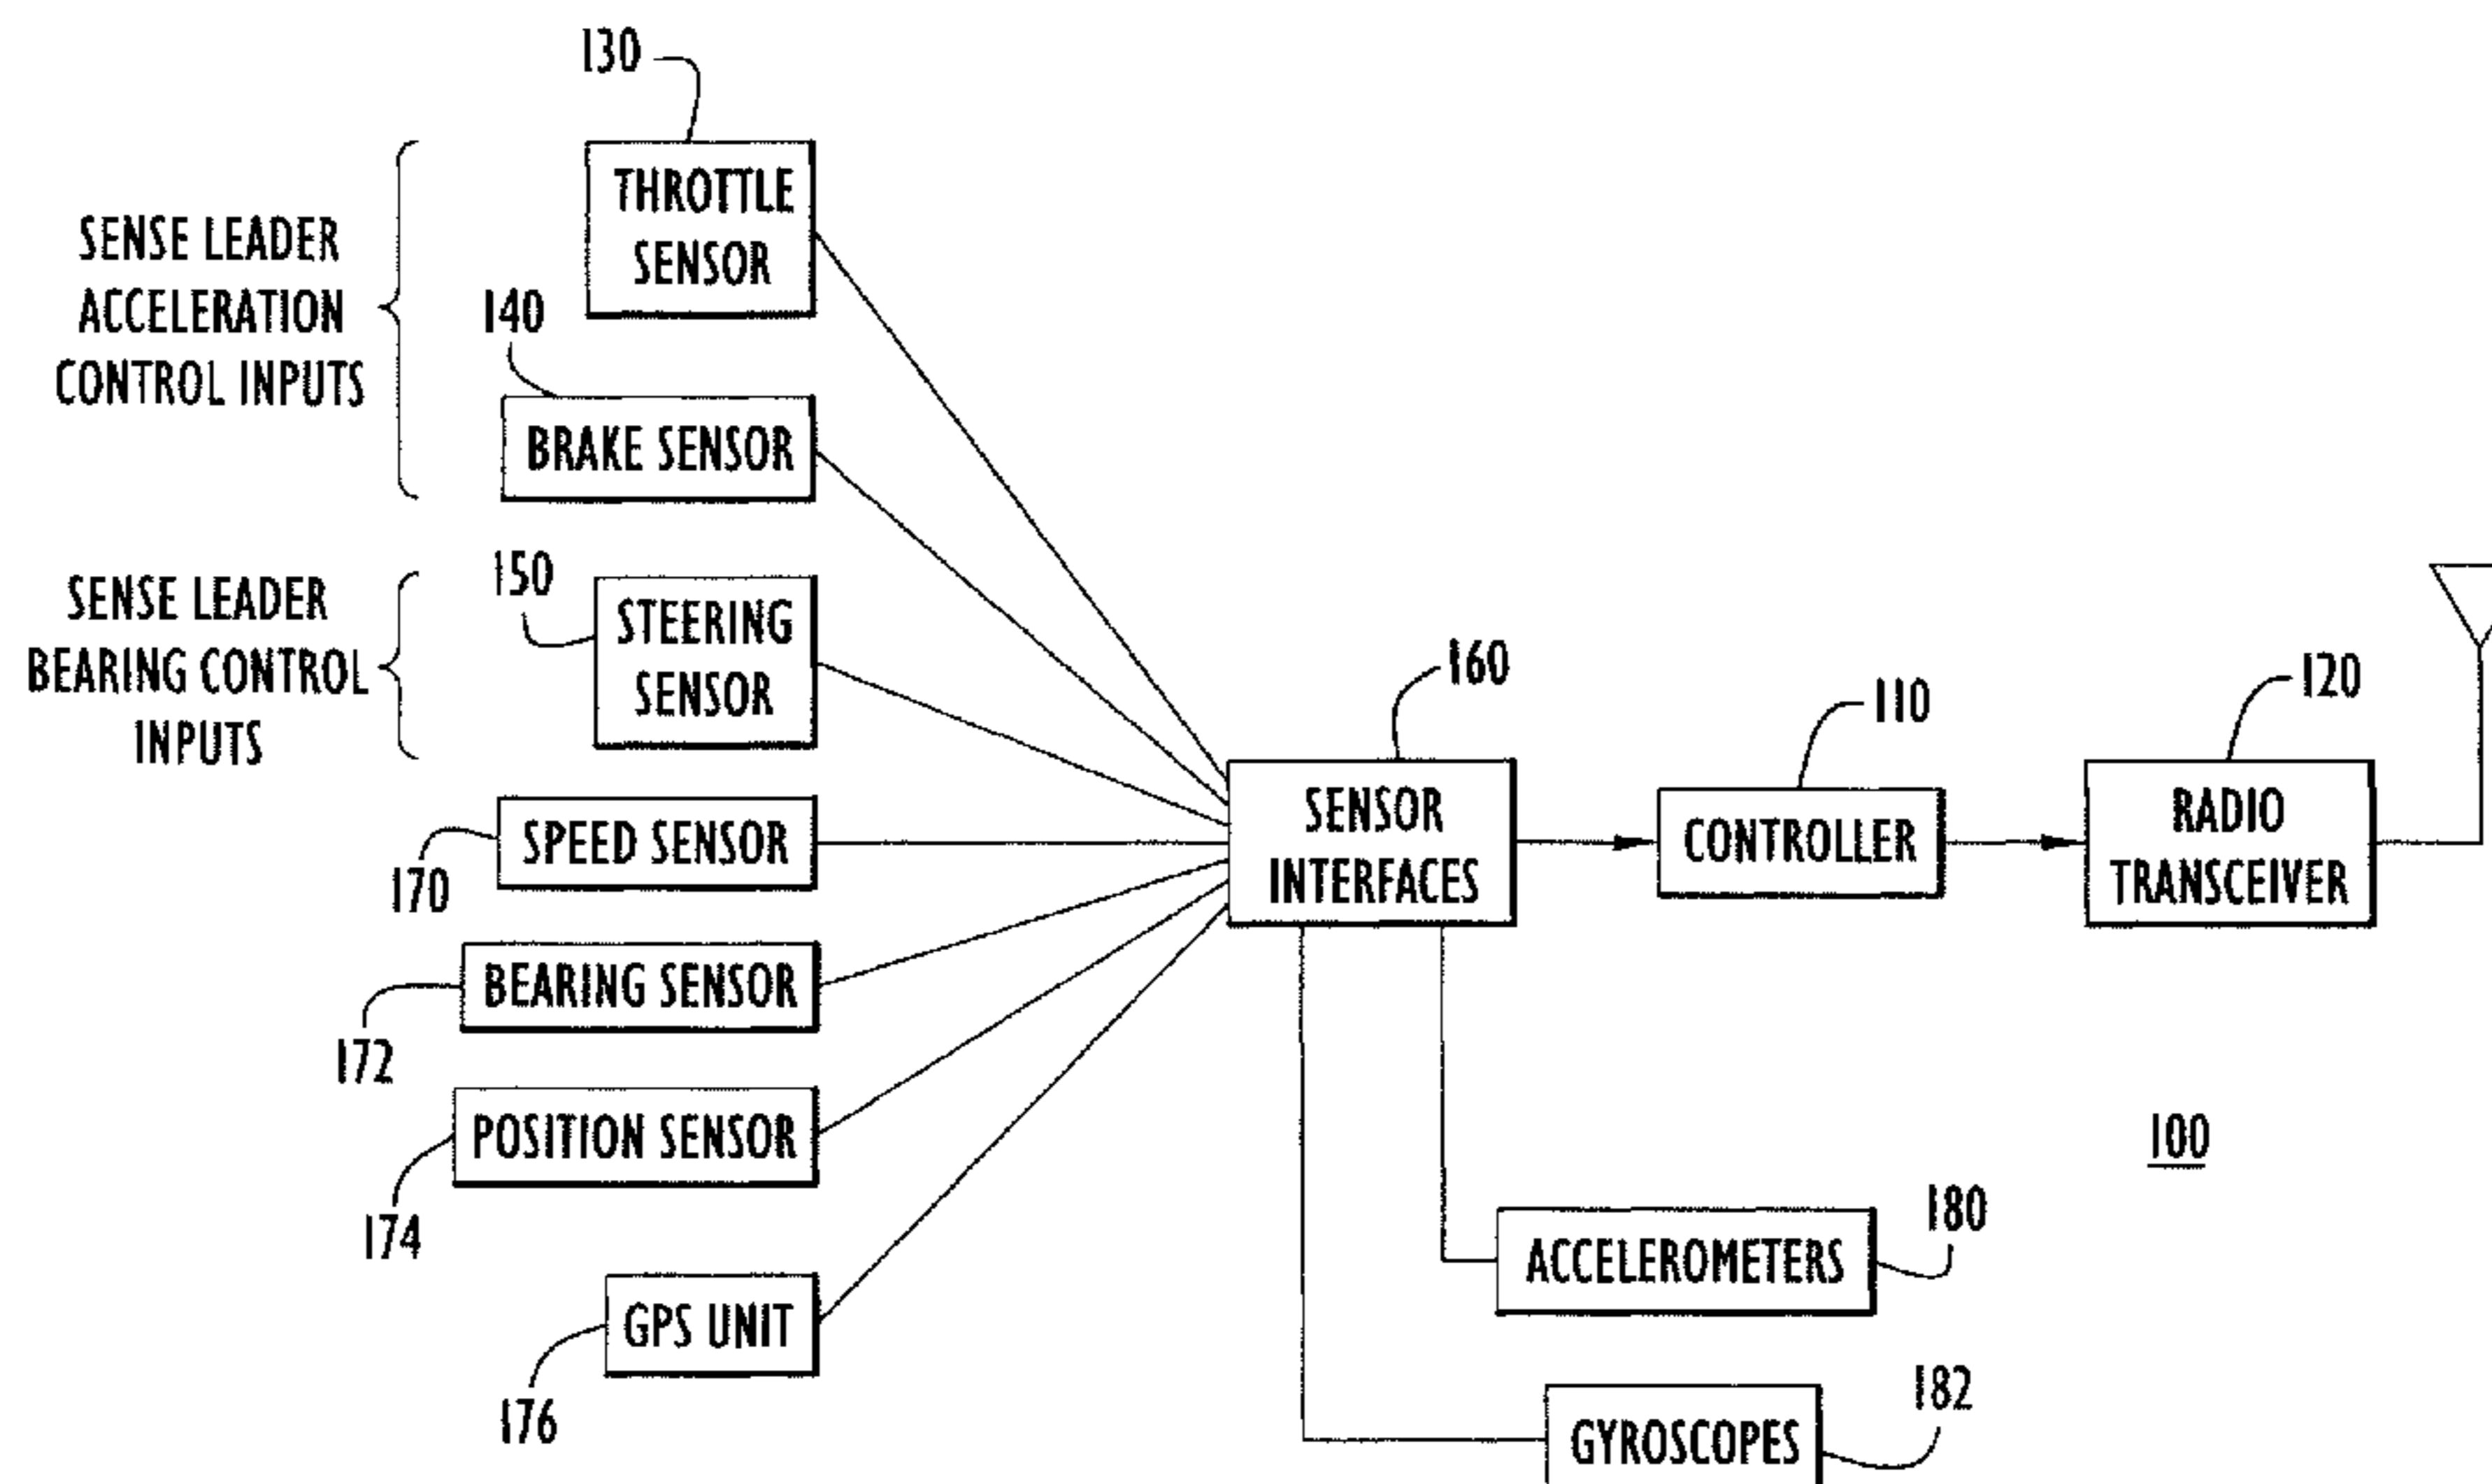 130
THROTTLE
SENSOR
SENSE LEADER
ACCELERATION
CONTROL INPUTS
140
BRAKE SENSOR
SENSE LEADER
BEARING CONTROL
INPUTS
150
STEERING
SENSOR
160
110
120
SENSOR
INTERFACES
CONTROLLER
RADIO
TRANSCEIVER
SPEED SENSOR
170
BEARING SENSOR
172
POSITION SENSOR
174
100
ACCELEROMETERS
180
GPS UNIT
176
GYROSCOPES
182